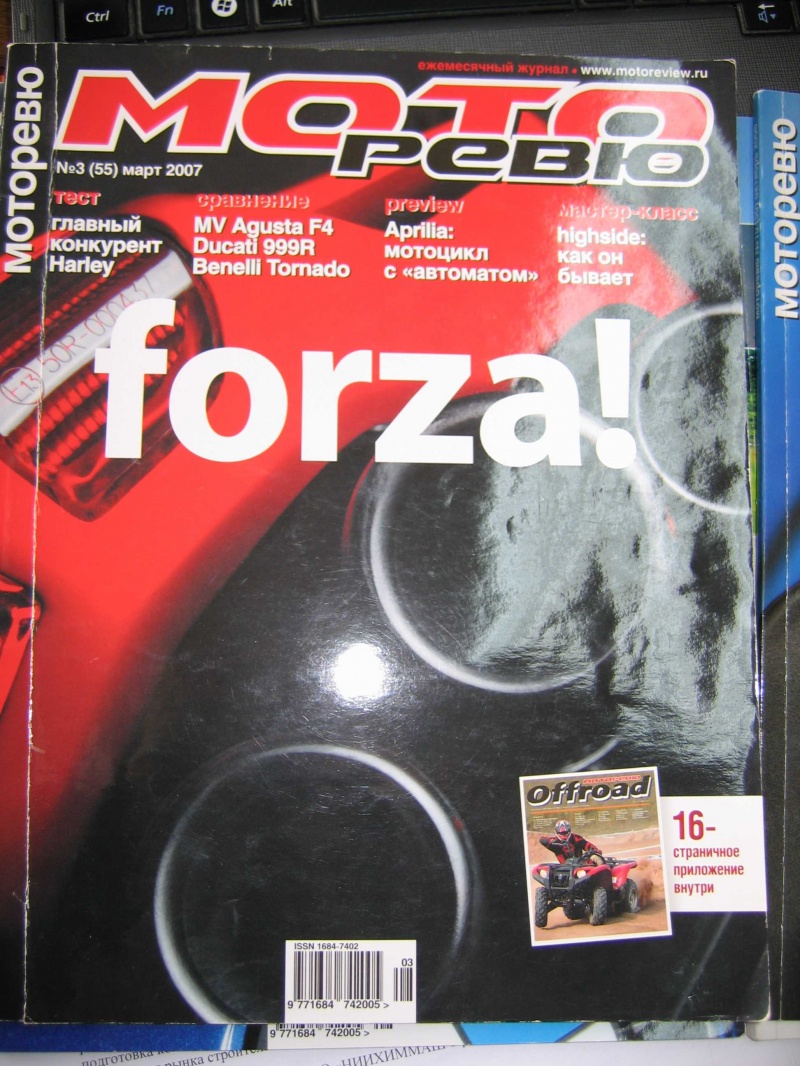 Ctrl
Fn
Alt
моторевю
ежемесячный журнал • www.motoreview.ru
МОТО
ревю
№3 (55) март 2007
тест
главный
конкурент
Harley
сравнение
MV Agusta F4
Ducati 999R
Benelli Tornado
preview
Aprilia:
мотоцикл
с «автоматом»
мастер-класс
highside:
как он
бывает
forza!
моторевю
Offroad
16-
страничное
приложение
внутри
ISSN 1684-7402
03
9 771684 742005 >
9 771684 742005 >